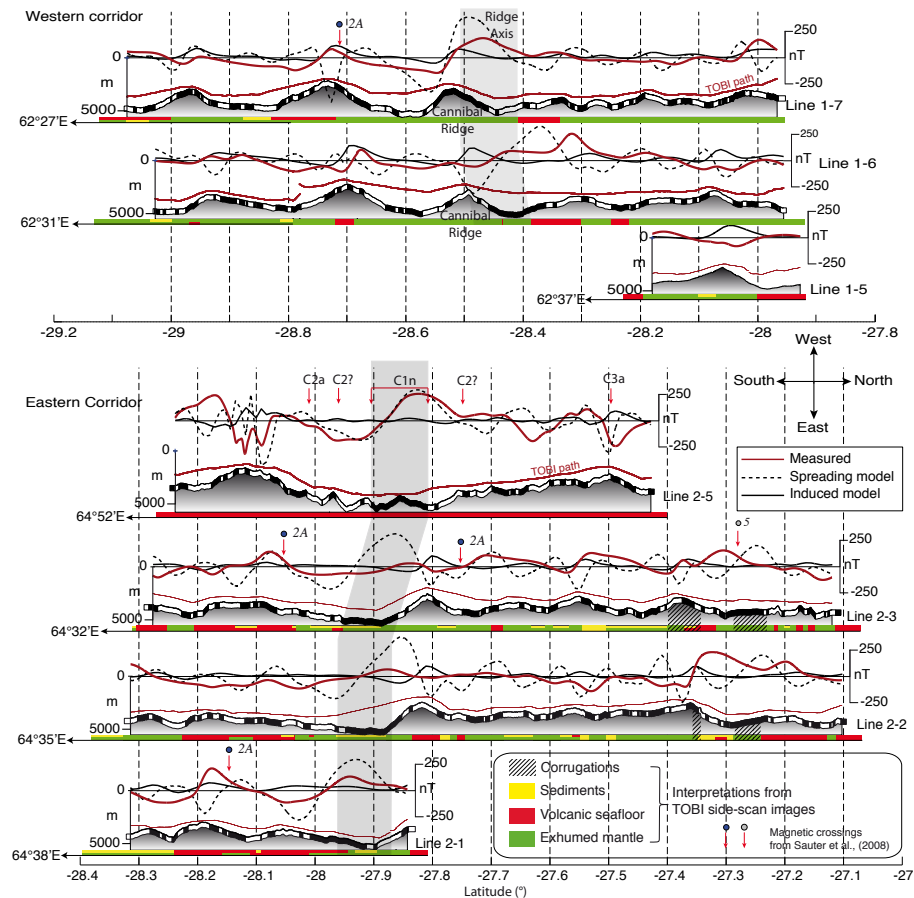 Western corridor
2A
Ridge
Axis
250
0
nT
-250
m
TOBI path
5000
Cannibal
Ridge
Line 1-7
62°27'E
250
0
nT
Line 1-6
-250
m
5000
Cannibal
Ridge
62°31'E
250
0
nT
-250
m
5000
Line 1-5
62°37'E
-29.2
-29
-28.8
-28.6
-28.4
-28.2
-28
-27.8
West
South
North
East
Eastern Corridor
C2a
C2?
C1n
C2?
C3a
250
0
nT
-250
0
m
TOBI path
5000
Line 2-5
64°52'E
Measured
Spreading model
Induced model
2A
2A
5
250
0
nT
-250
m
5000
Line 2-3
64°32'E
250
0
nT
-250
m
5000
Line 2-2
64°35'E
2A
250
0
nT
-250
m
5000
Line 2-1
64°38'E
Corrugations
Sediments
Volcanic seafloor
Exhumed mantle
Interpretations from
TOBI side-scan images
Magnetic crossings
from Sauter et al., (2008)
-28.4
-28.3
-28.2
-28.1
-28
-27.9
-27.8
-27.7
-27.6
-27.5
-27.4
-27.3
-27.2
-27.1
-27
Latitude (°)